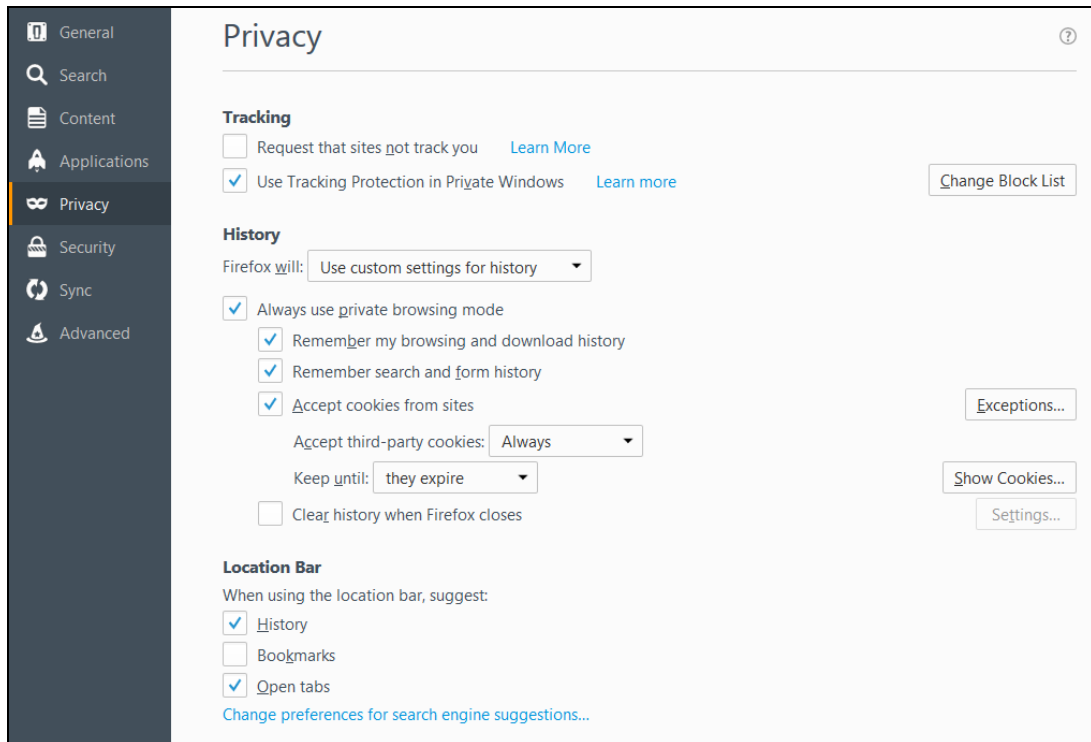 General
Search
Content
Applications
Privacy
Security
Sync
Advanced
Privacy
?
Tracking
Request that sites not track you Learn More
Use Tracking Protection in Private Windows Learn more Change Block List
History
Firefox will: Use custom settings for history
Always use private browsing mode
Remember my browsing and download history
Remember search and form history
Accept cookies from sites Exceptions...
Accept third-party cookies: Always
Keep until: they expire Show Cookies...
Clear history when Firefox closes Settings...
Location Bar
When using the location bar, suggest:
History
Bookmarks
Open tabs
Change preferences for search engine suggestions...